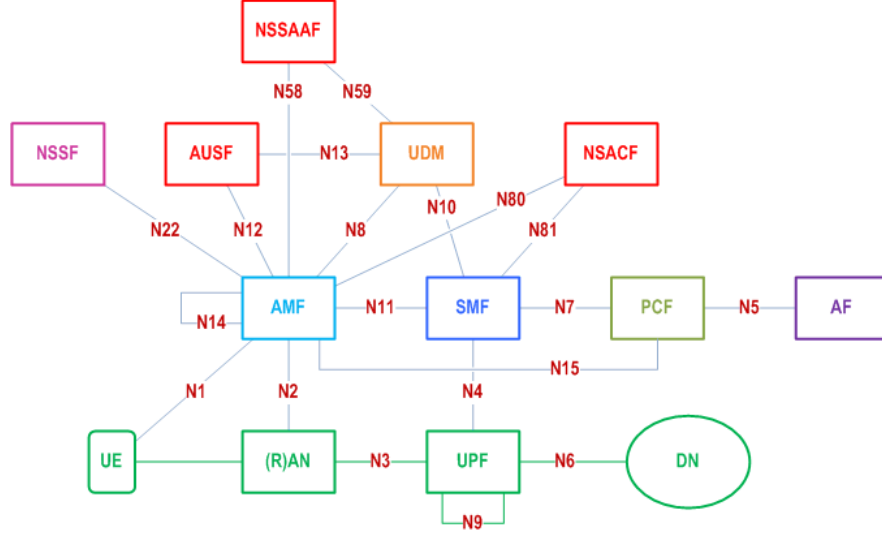 NSSAAF
N58 N59
NSSF AUSF N13 UDM NSACF
N80
N10
N22 N12 N8 N81
AMF N11 SMF N7 PCF N5 AF
N14
N15
N1 N2 N4
UE (R)AN N3 UPF N6 DN
N9